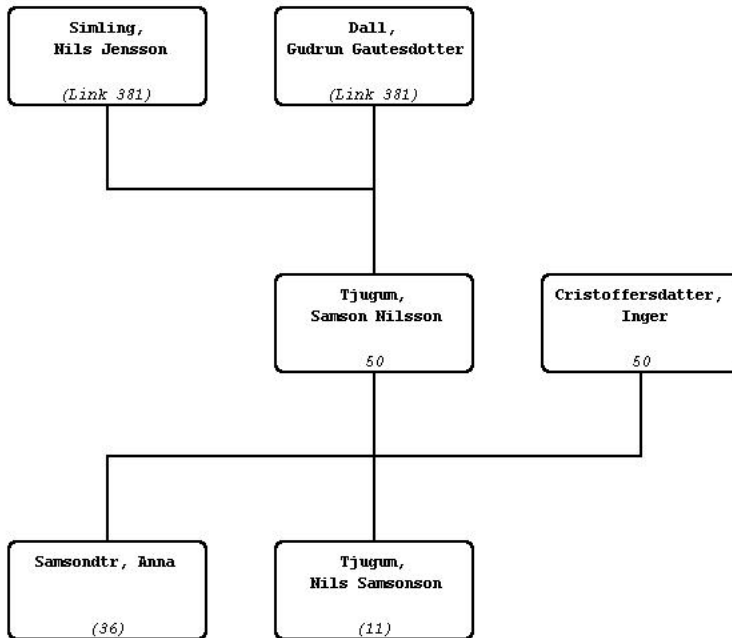 Simling,
Nils Jensson
(Link 381)
Dall,
Gudrun Gautesdotter
(Link 381)
Tjugum,
Samson Nilsson
50
Cristoffersdatter,
Inger
50
Samsondtr, Anna
(36)
Tjugum,
Nils Samsonson
(11)